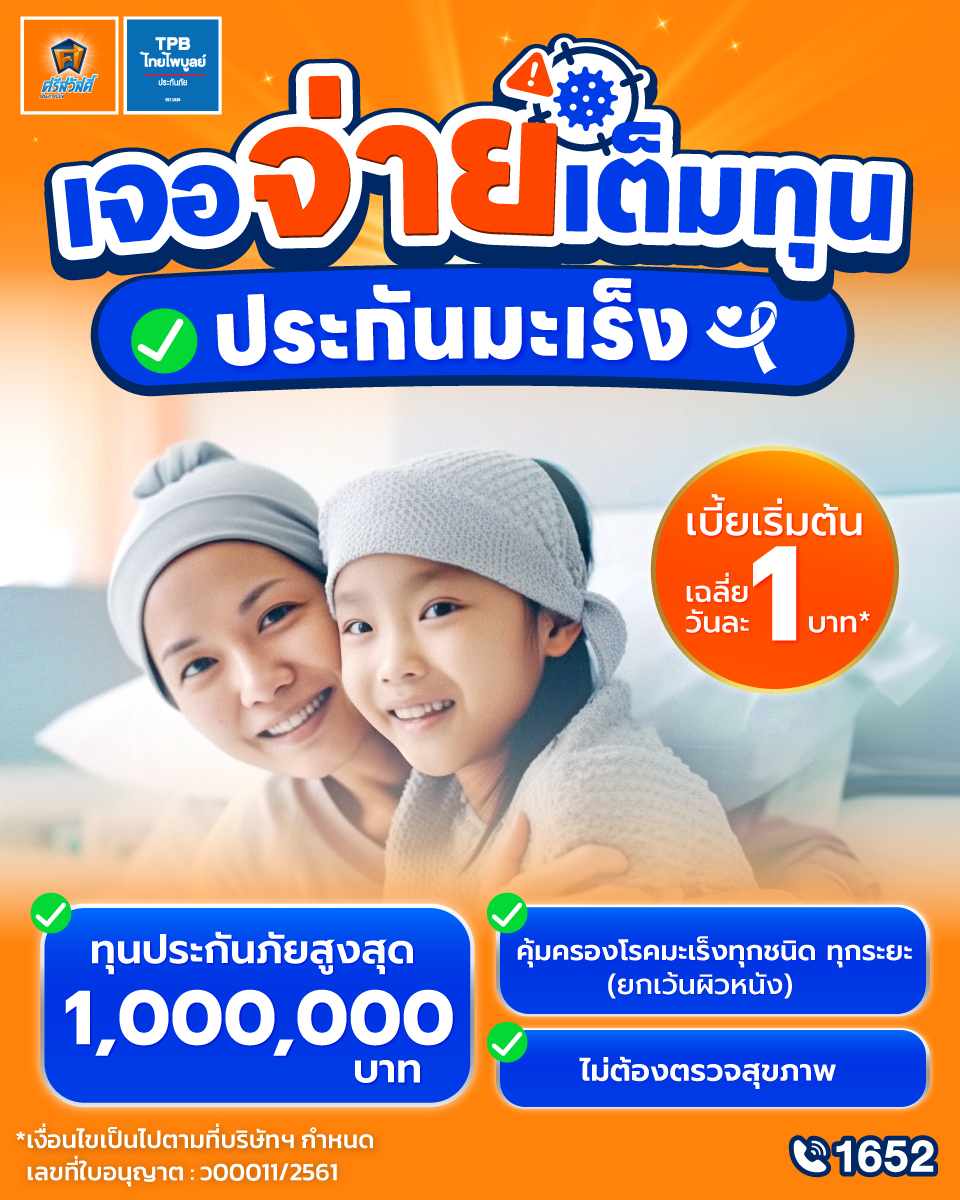 ศรีสวัสดิ์
TPB
ไทยไพบูลย์
ประกันภัย
EST.1928
เจอจ่ายเต็มทุน
ประกันมะเร็ง
เบี้ยเริ่มต้น
เฉลี่ย
วันละ 1 บาท*
ทุนประกันภัยสูงสุด
1,000,000
บาท
คุ้มครองโรคมะเร็งทุกชนิด ทุกระยะ
(ยกเว้นผิวหนัง)
ไม่ต้องตรวจสุขภาพ
*เงื่อนไขเป็นไปตามที่บริษัทฯ กำหนด
เลขที่ใบอนุญาต : ว00011/2561
1652